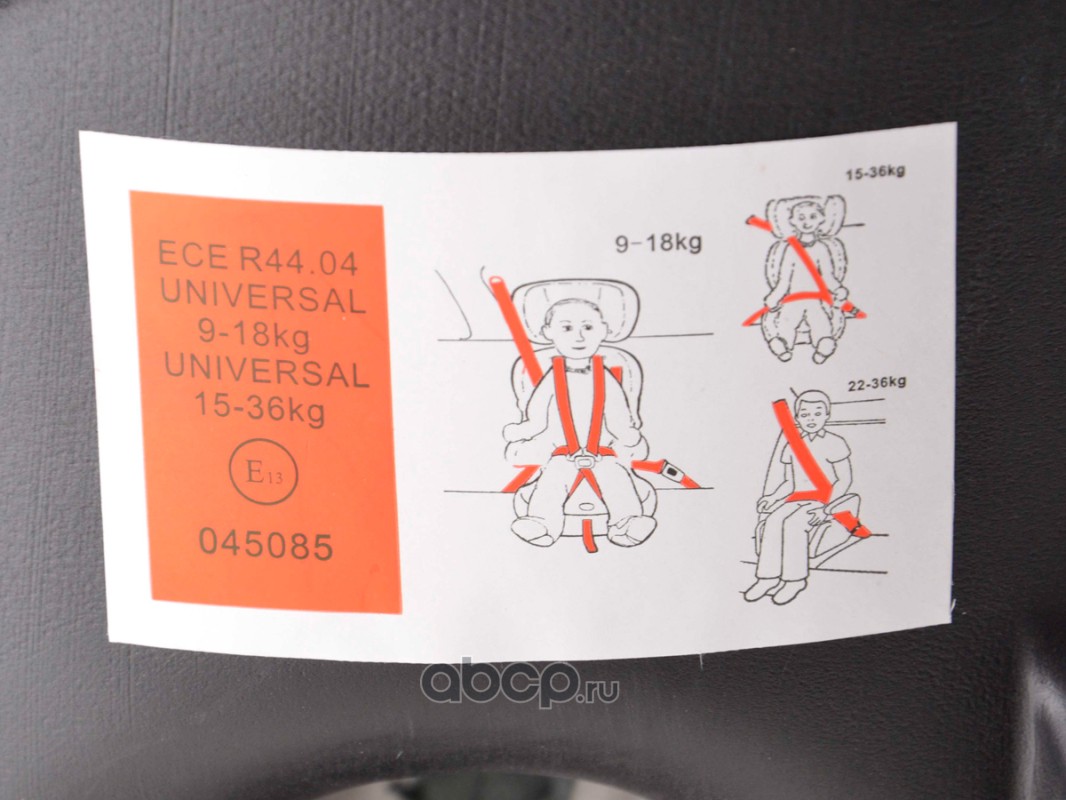 ECE R44.04
UNIVERSAL
9-18kg
UNIVERSAL
15-36kg
E13
045085
9-18kg
15-36kg
22-36kg
abcp.ru